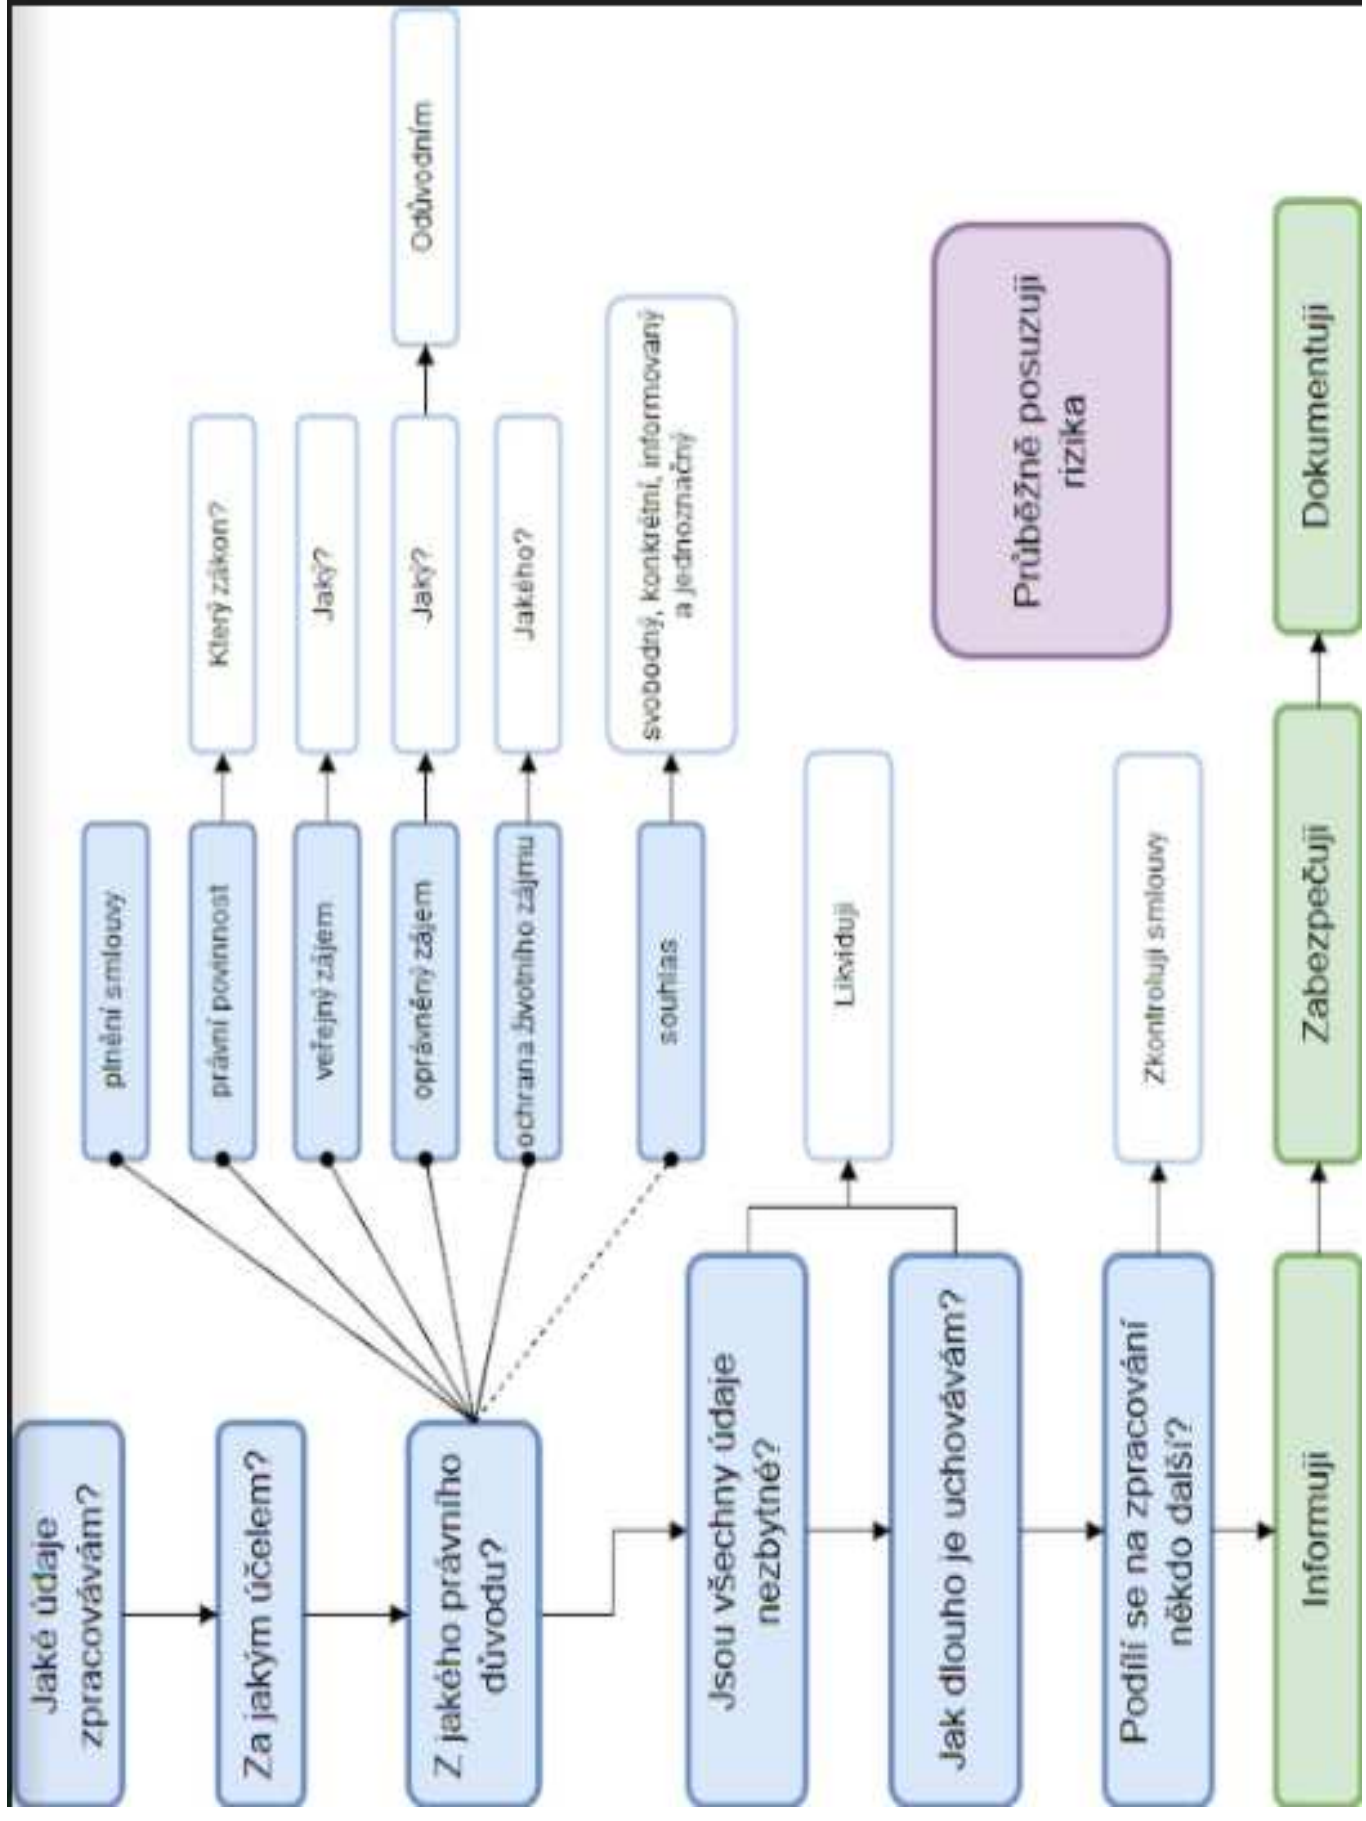 Jaké údaje
zpracovávám?
Za jakým účelem?
Z jakého právního
důvodu?
plnění smlouvy
právní povinnost
Který zákon?
veřejný zájem
Jaký?
oprávněný zájem
Jaký?
Odůvodním
ochrana životního zájmu
Jakého?
souhlas
svobodný, konkrétní, informovaný
a jednoznačný
Jsou všechny údaje
nezbytné?
Likviduji
Jak dlouho je uchovávám?
Podílí se na zpracování
někdo další?
Zkontroluji smlouvy
Průběžně posuzuji
rizika
Informuji
Zabezpečuji
Dokumentuji